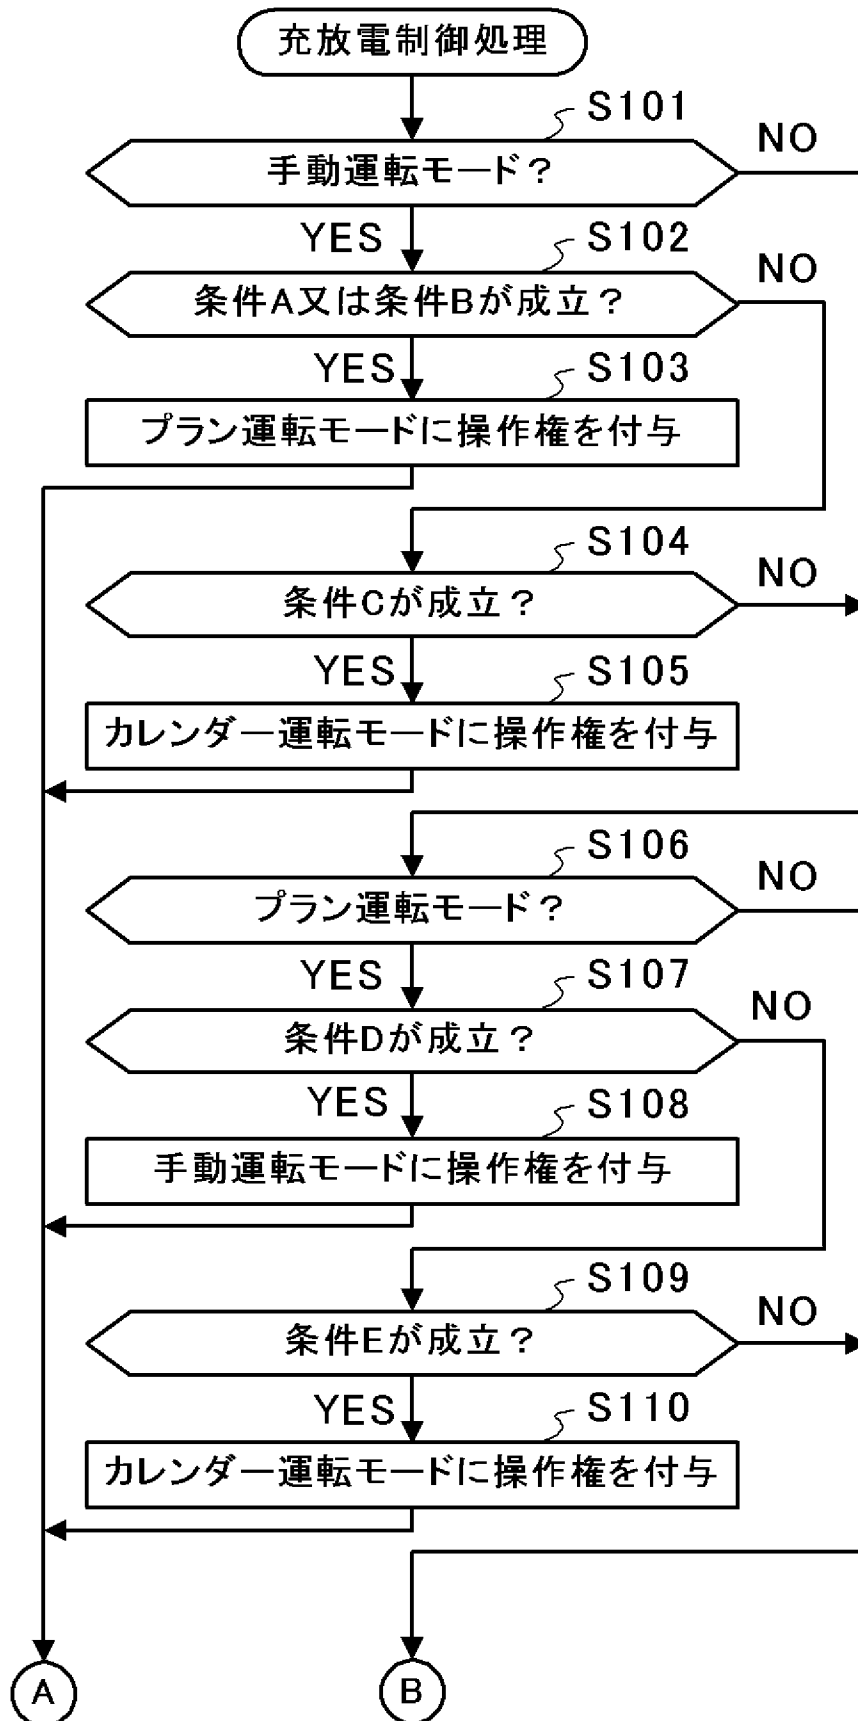 充放電制御処理
S101
手動運転モード？
NO
YES
S102
条件A又は条件Bが成立？
NO
YES
S103
プラン運転モードに操作権を付与
S104
条件Cが成立？
NO
YES
S105
カレンダー運転モードに操作権を付与
S106
プラン運転モード？
NO
YES
S107
条件Dが成立？
NO
YES
S108
手動運転モードに操作権を付与
S109
条件Eが成立？
NO
YES
S110
カレンダー運転モードに操作権を付与
A
B